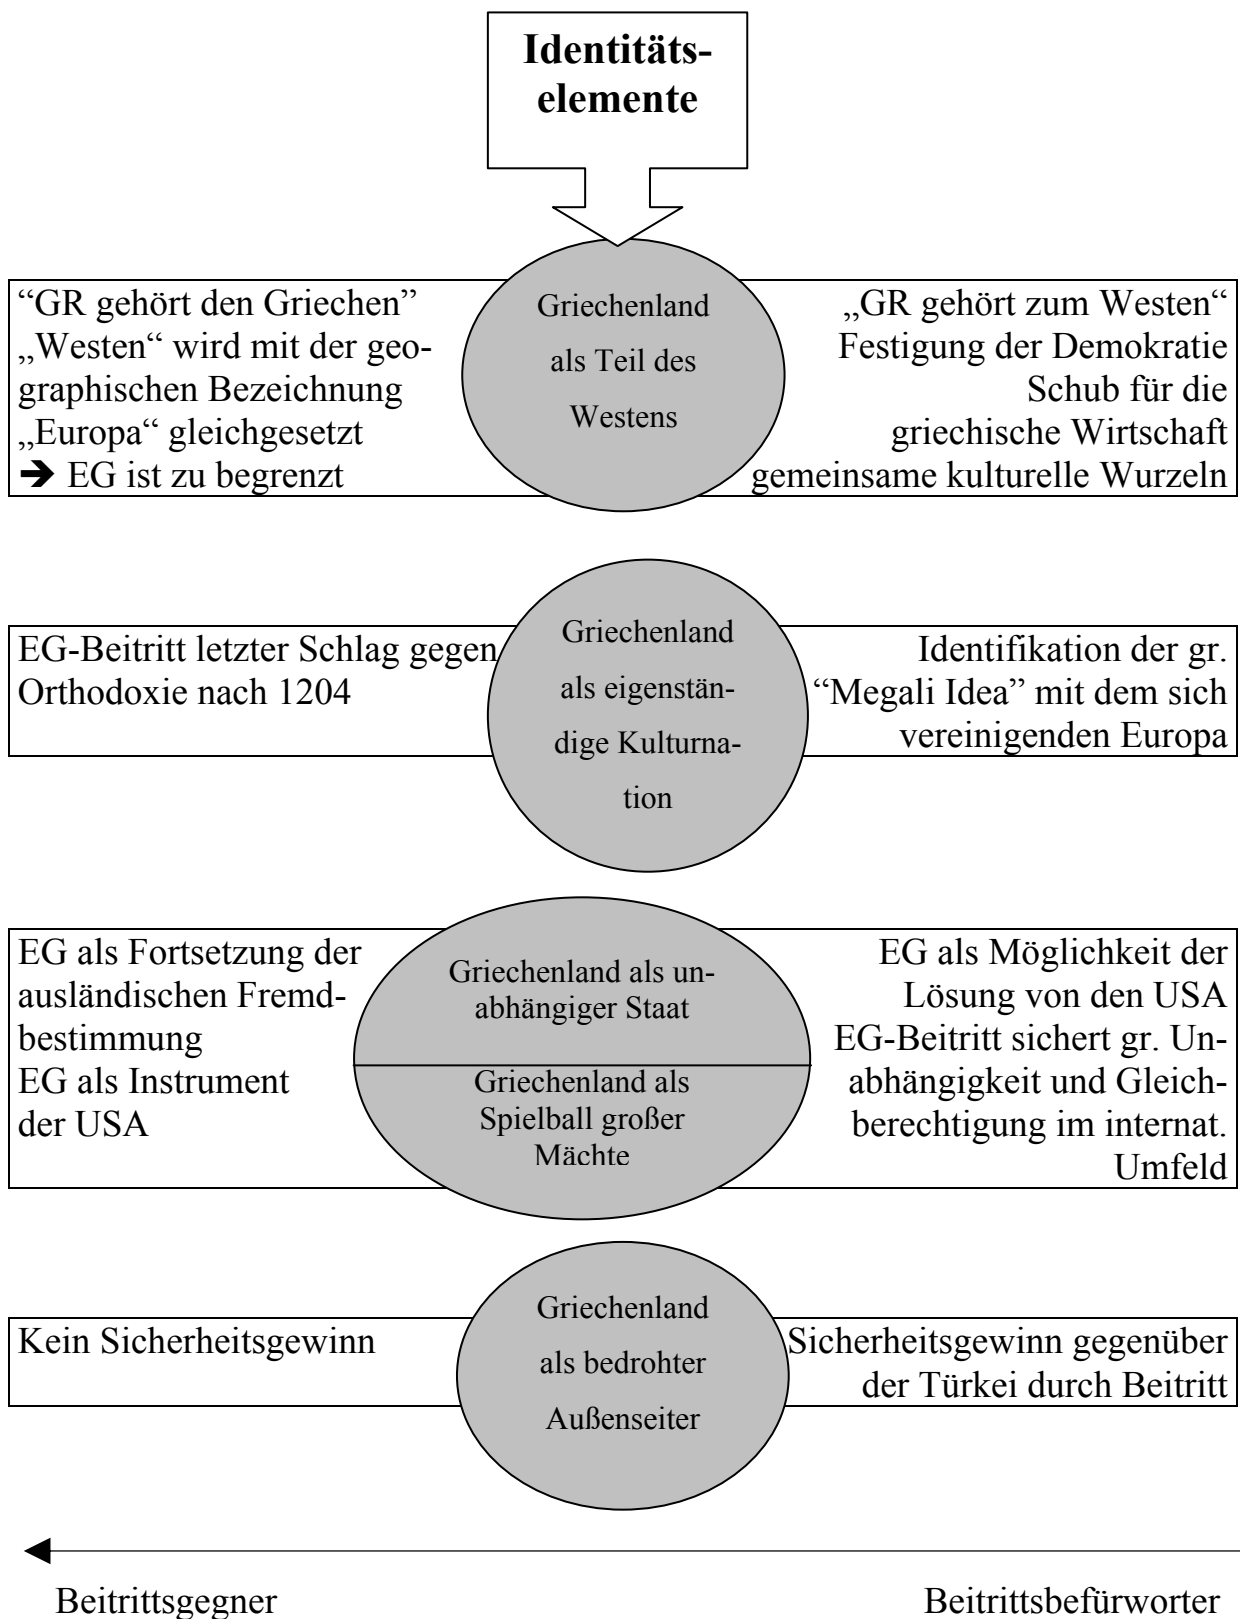 Identitäts-
elemente
“GR gehört den Griechen”
„Westen“ wird mit der geo-
graphischen Bezeichnung
„Europa“ gleichgesetzt
➔ EG ist zu begrenzt
Griechenland
als Teil des
Westens
„GR gehört zum Westen“
Festigung der Demokratie
Schub für die
griechische Wirtschaft
gemeinsame kulturelle Wurzeln
EG-Beitritt letzter Schlag gegen
Orthodoxie nach 1204
Griechenland
als eigenstän-
dige Kulturna-
tion
Identifikation der gr.
“Megali Idea” mit dem sich
vereinigenden Europa
EG als Fortsetzung der
ausländischen Fremd-
bestimmung
EG als Instrument
der USA
Griechenland als un-
abhängiger Staat
Griechenland als
Spielball großer
Mächte
EG als Möglichkeit der
Lösung von den USA
EG-Beitritt sichert gr. Un-
abhängigkeit und Gleich-
berechtigung im internat.
Umfeld
Kein Sicherheitsgewinn
Griechenland
als bedrohter
Außenseiter
Sicherheitsgewinn gegenüber
der Türkei durch Beitritt
Beitrittsgegner
Beitrittsbefürworter